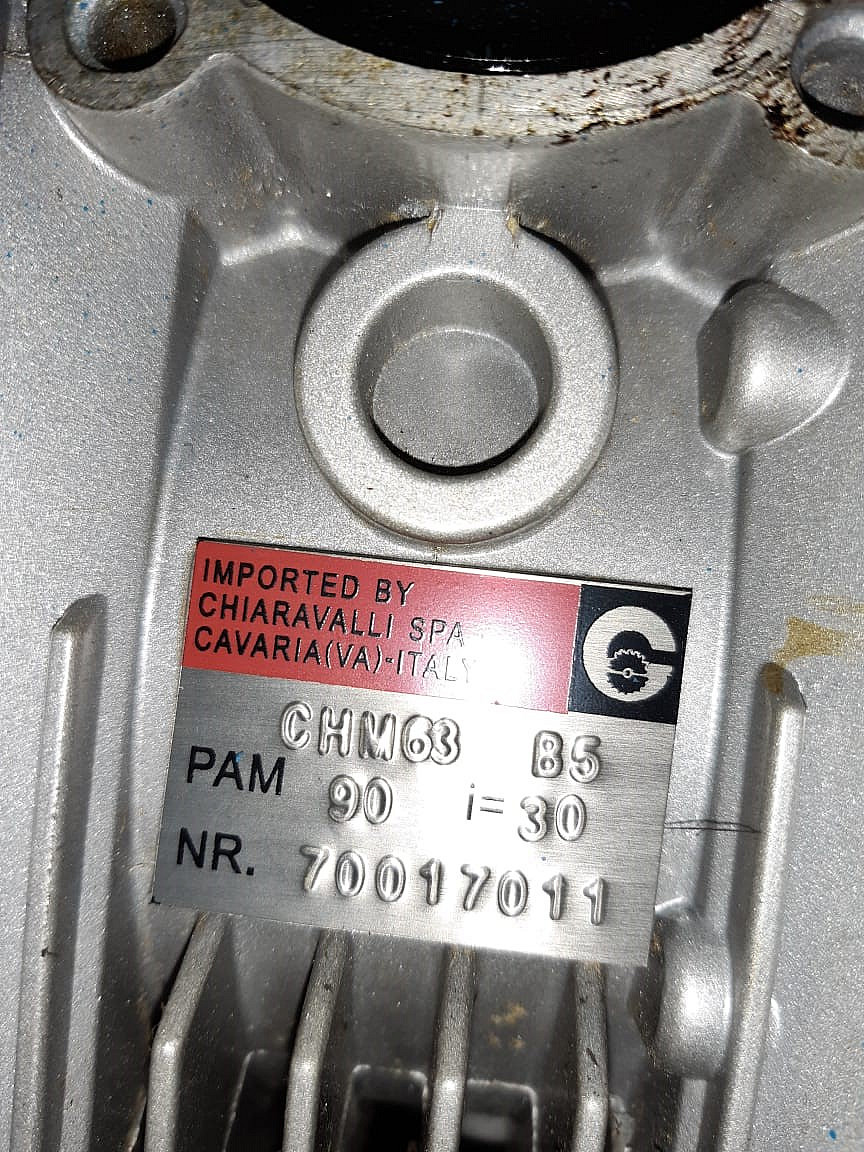 IMPORTED BY
CHIARAVALLI SPA
CAVARIA(VA)-ITALY
CHM63 B5
PAM 90 i=30
NR. 70017011